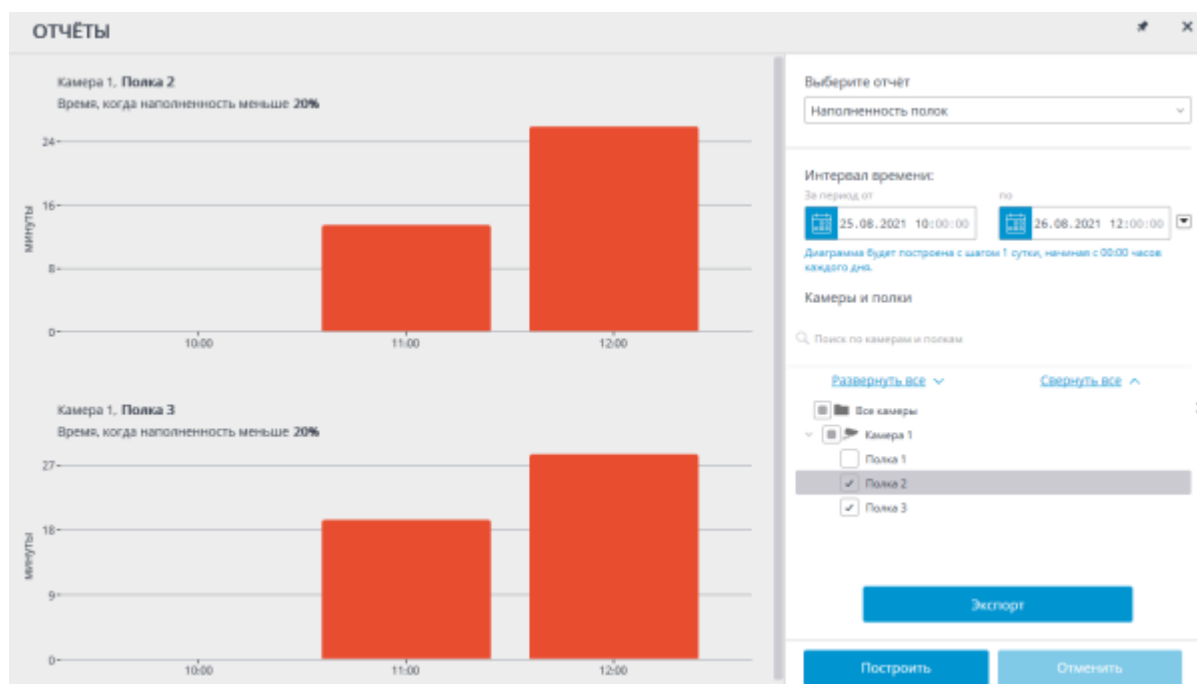 ОТЧЁТЫ
Камера 1, Полка 2
Время, когда наполненность меньше 20%
24
16
8
0
минуты
10:00
11:00
12:00
Камера 1, Полка 3
Время, когда наполненность меньше 20%
27
18
9
0
минуты
10:00
11:00
12:00
Выберите отчёт
Наполненность полок
Интервал времени:
За период от
по
25.08.2021 10:00:00
26.08.2021 12:00:00
Диаграмма будет построена с шагом 1 сутки, начиная с 00:00 часов
каждого дня.
Камеры и полки
Поиск по камерам и полкам
Развернуть все
Свернуть все
Все камеры
Камера 1
Полка 1
Полка 2
Полка 3
Экспорт
Построить
Отменить